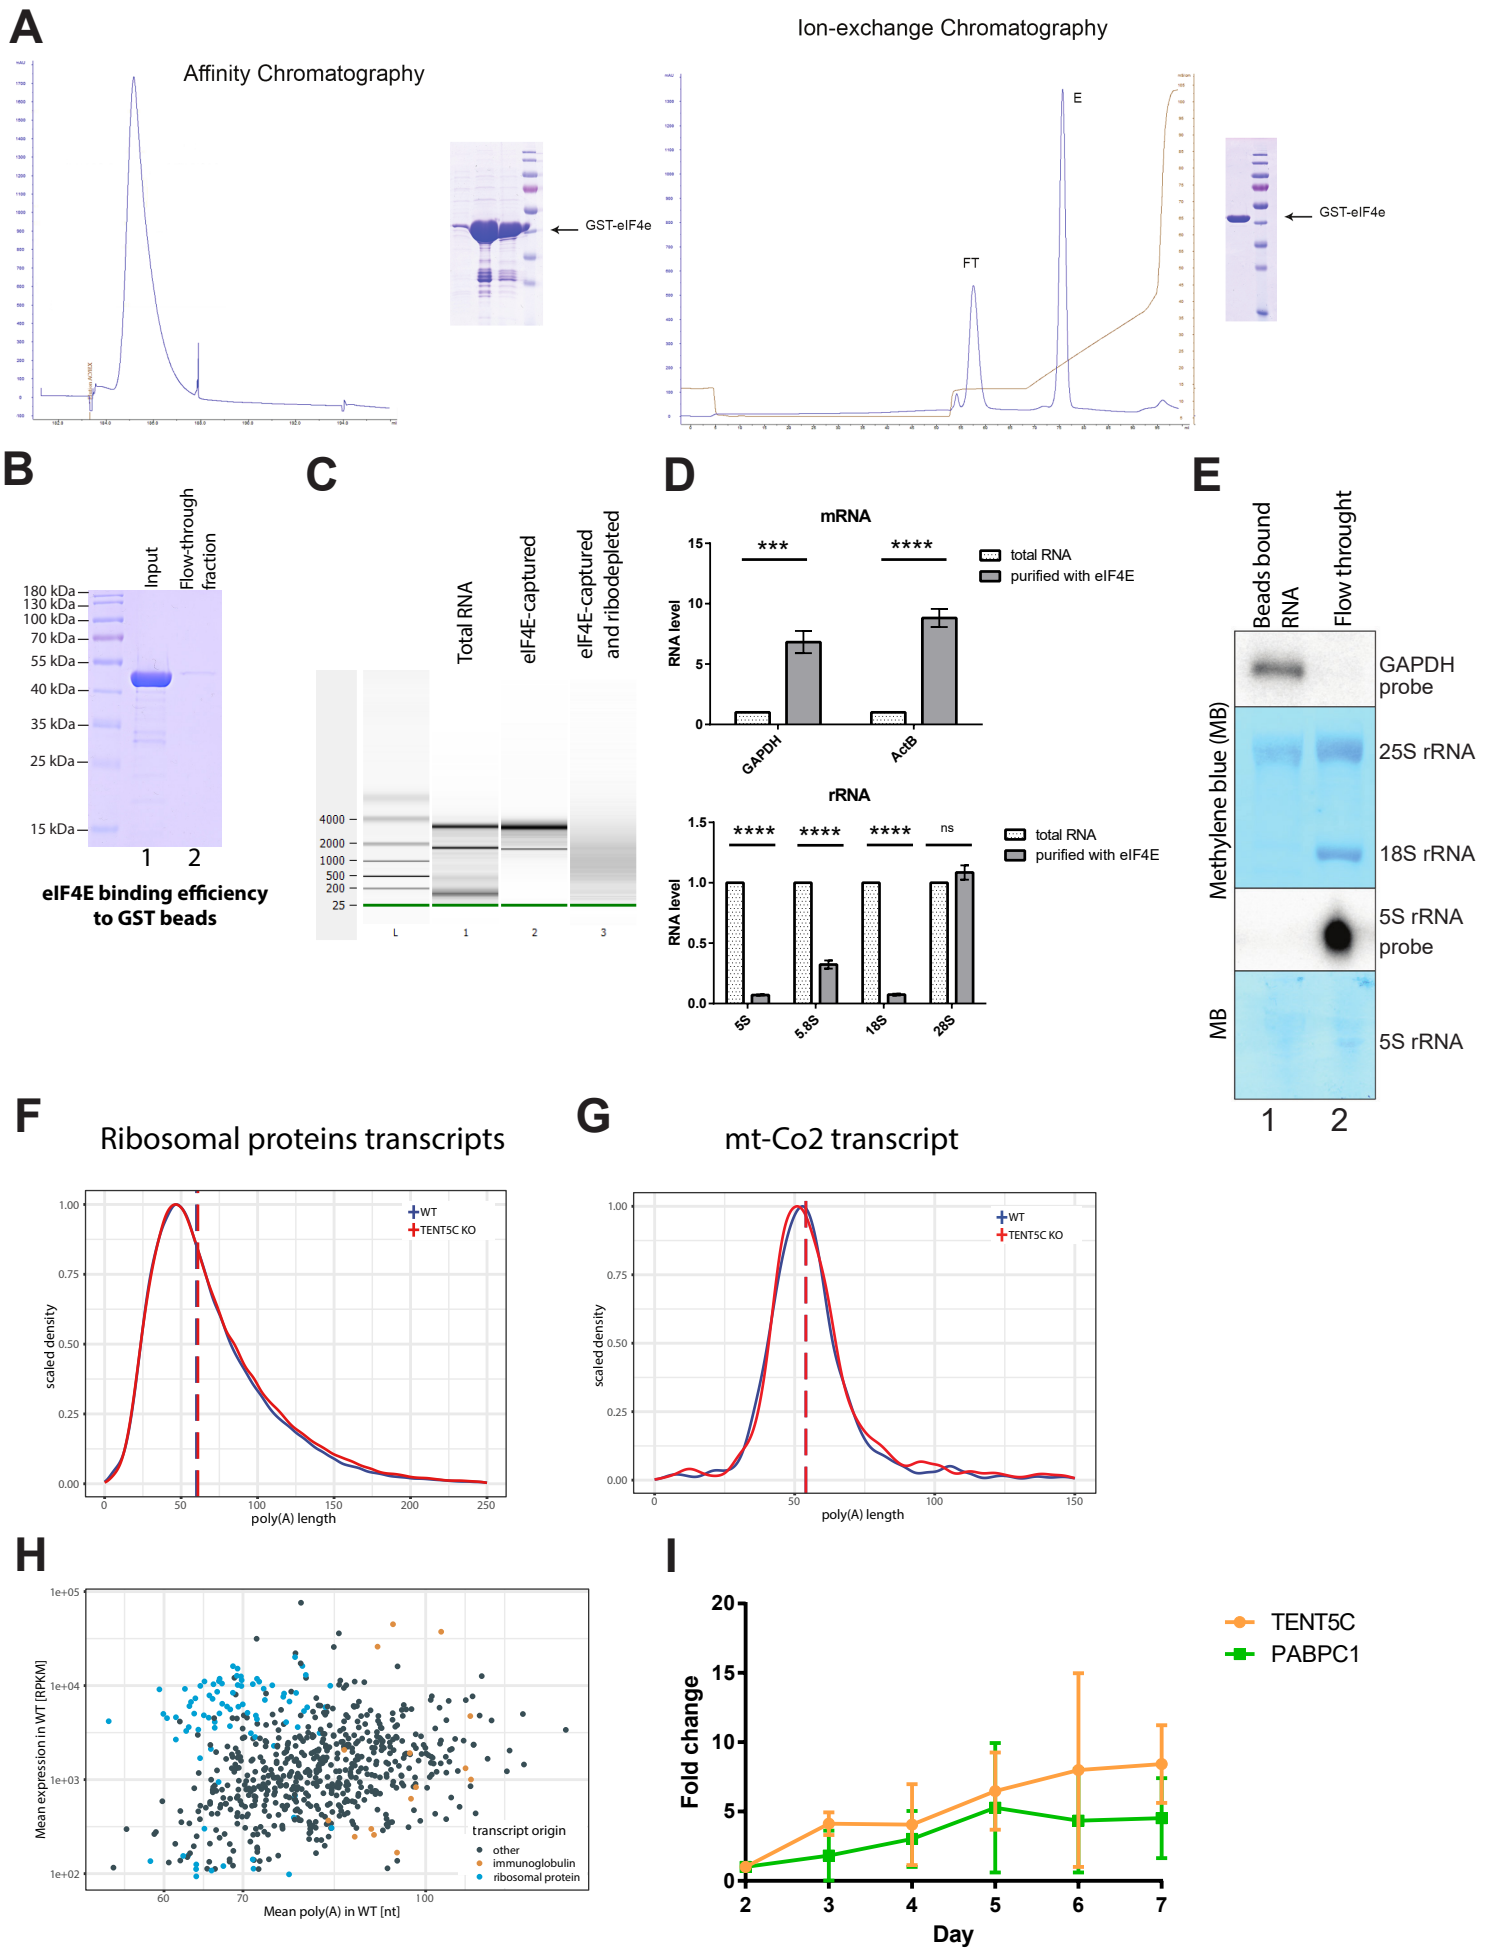 A
Affinity Chromatography
GST-eIF4e
Ion-exchange Chromatography
FT
E
GST-eIF4e
B
Input
Flow-through
fraction
180 kDa
130 kDa
100 kDa
70 kDa
55 kDa
40 kDa
35 kDa
25 kDa
15 kDa
1
2
eIF4E binding efficiency
to GST beads
C
Total RNA
eIF4E-captured
eIF4E-captured
and ribodepleted
4000
2000
1000
500
200
25
L
1
2
3
D
mRNA
RNA level
15
10
5
0
***
****
GAPDH
ActB
total RNA
purified with eIF4E
rRNA
RNA level
1.5
1.0
0.5
0.0
****
****
****
ns
5S
5.8S
18S
28S
total RNA
purified with eIF4E
E
Beads bound
RNA
Flow throught
GAPDH
probe
Methylene blue (MB)
25S rRNA
18S rRNA
5S rRNA
probe
MB
5S rRNA
1
2
F
Ribosomal proteins transcripts
scaled density
1.00
0.75
0.50
0.25
0.00
0
50
100
150
200
250
poly(A) length
WT
TENT5C KO
G
mt-Co2 transcript
scaled density
1.00
0.75
0.50
0.25
0.00
0
50
100
150
poly(A) length
WT
TENT5C KO
H
Mean expression in WT [RPKM]
1e+05
1e+04
1e+03
1e+02
60
70
100
Mean poly(A) in WT [nt]
transcript origin
other
immunoglobulin
ribosomal protein
I
Fold change
20
15
10
5
0
2
3
4
5
6
7
Day
TENT5C
PABPC1